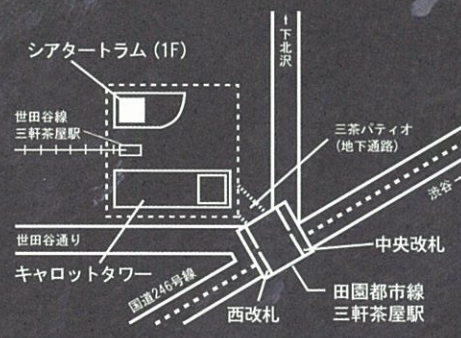 ↑下北沢
シアタートラム (1F)
世田谷線
三軒茶屋駅
三茶パティオ
(地下通路)
渋谷→
世田谷通り
キャロットタワー
国道246号線
中央改札
西改札
田園都市線
三軒茶屋駅